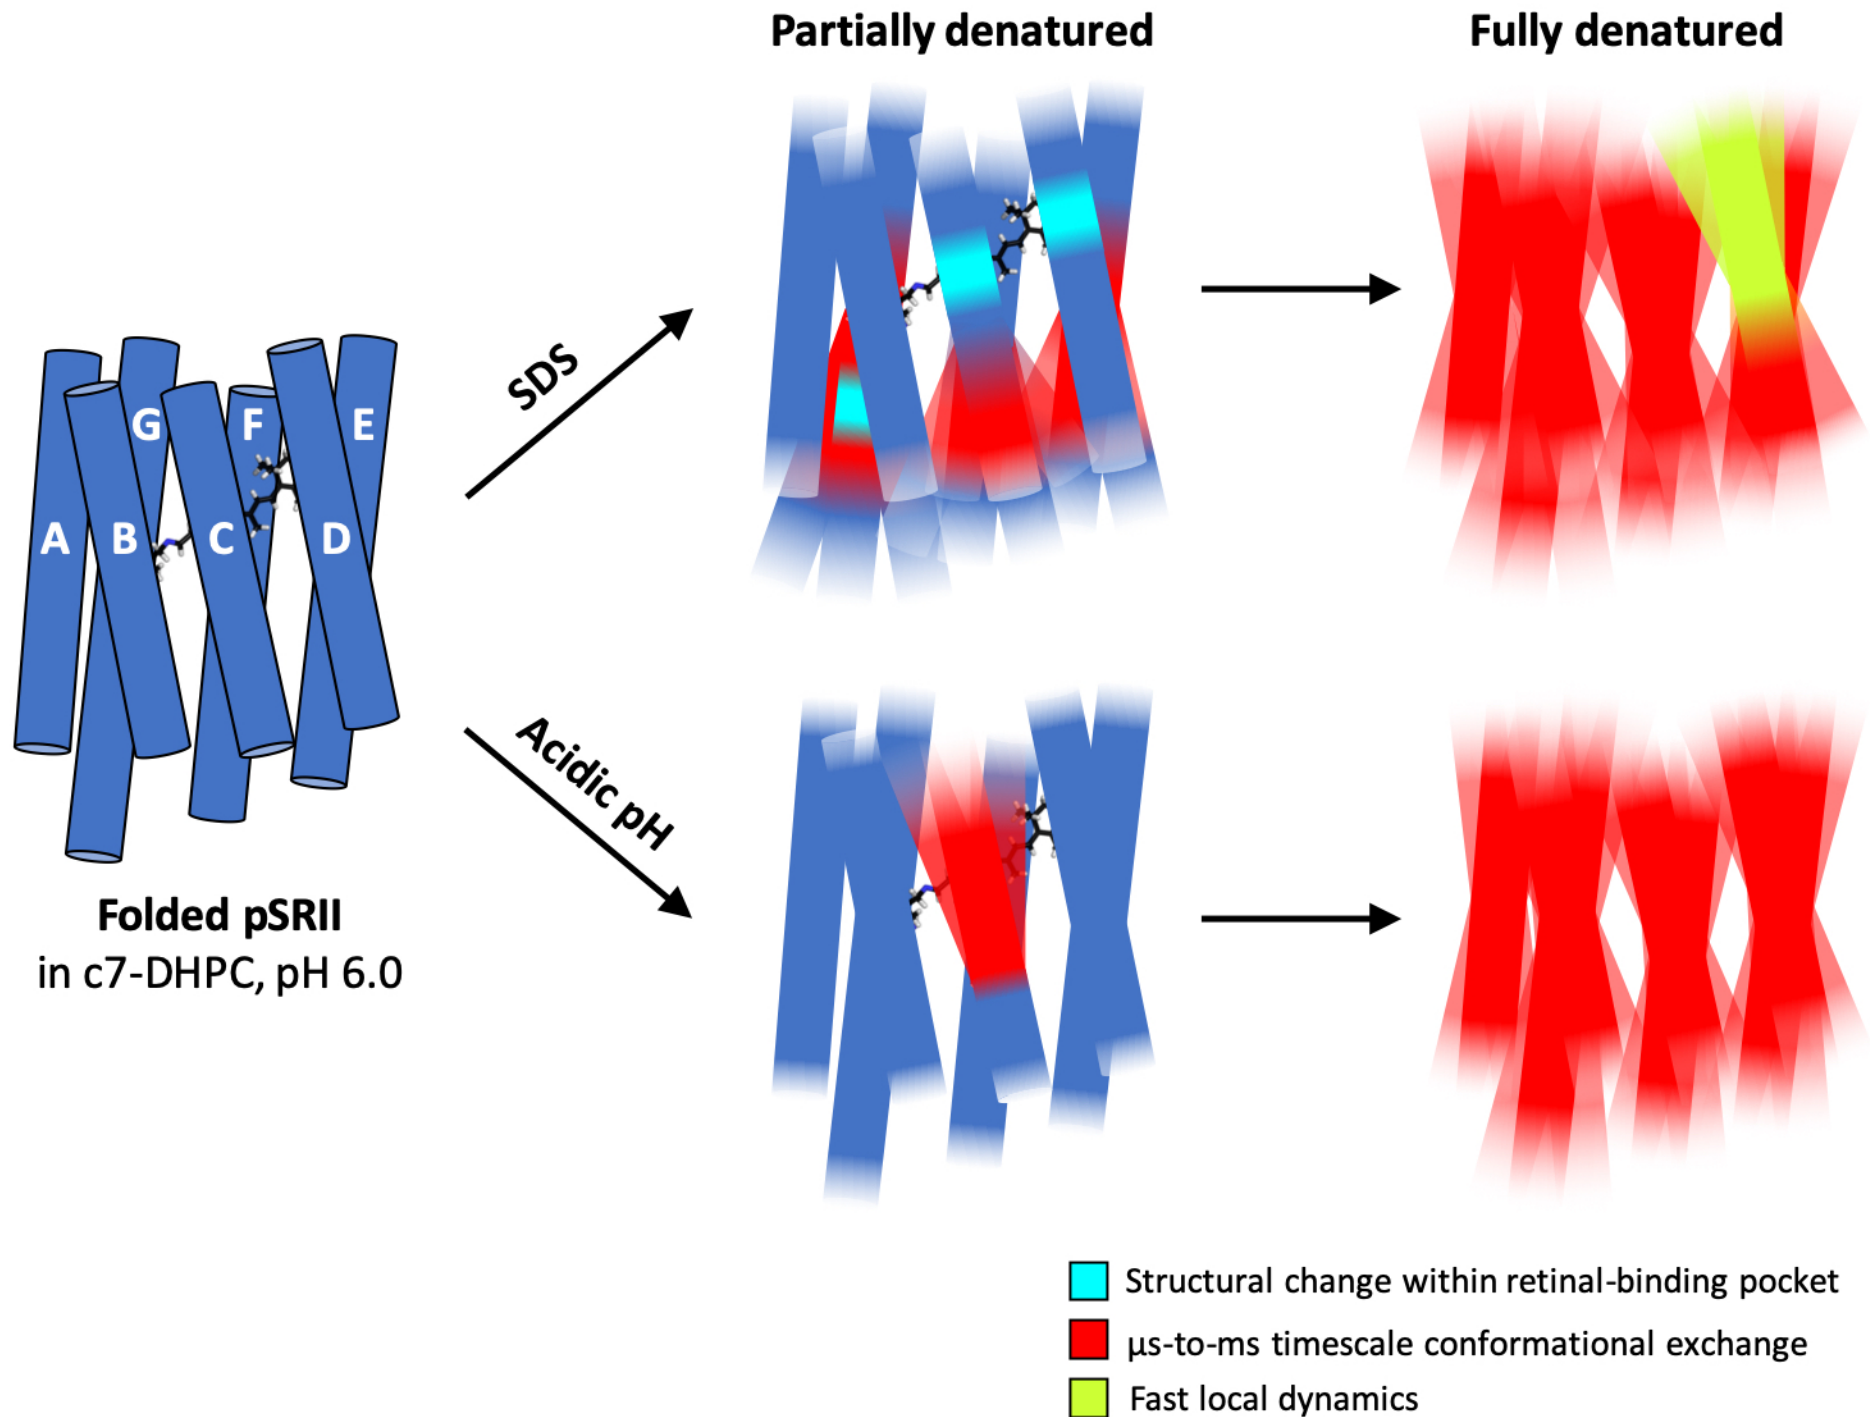 Partially denatured
Fully denatured
SDS
G
F
E
A
B
C
D
Acidic pH
Folded pSRII
in c7-DHPC, pH 6.0
Structural change within retinal-binding pocket
µs-to-ms timescale conformational exchange
Fast local dynamics